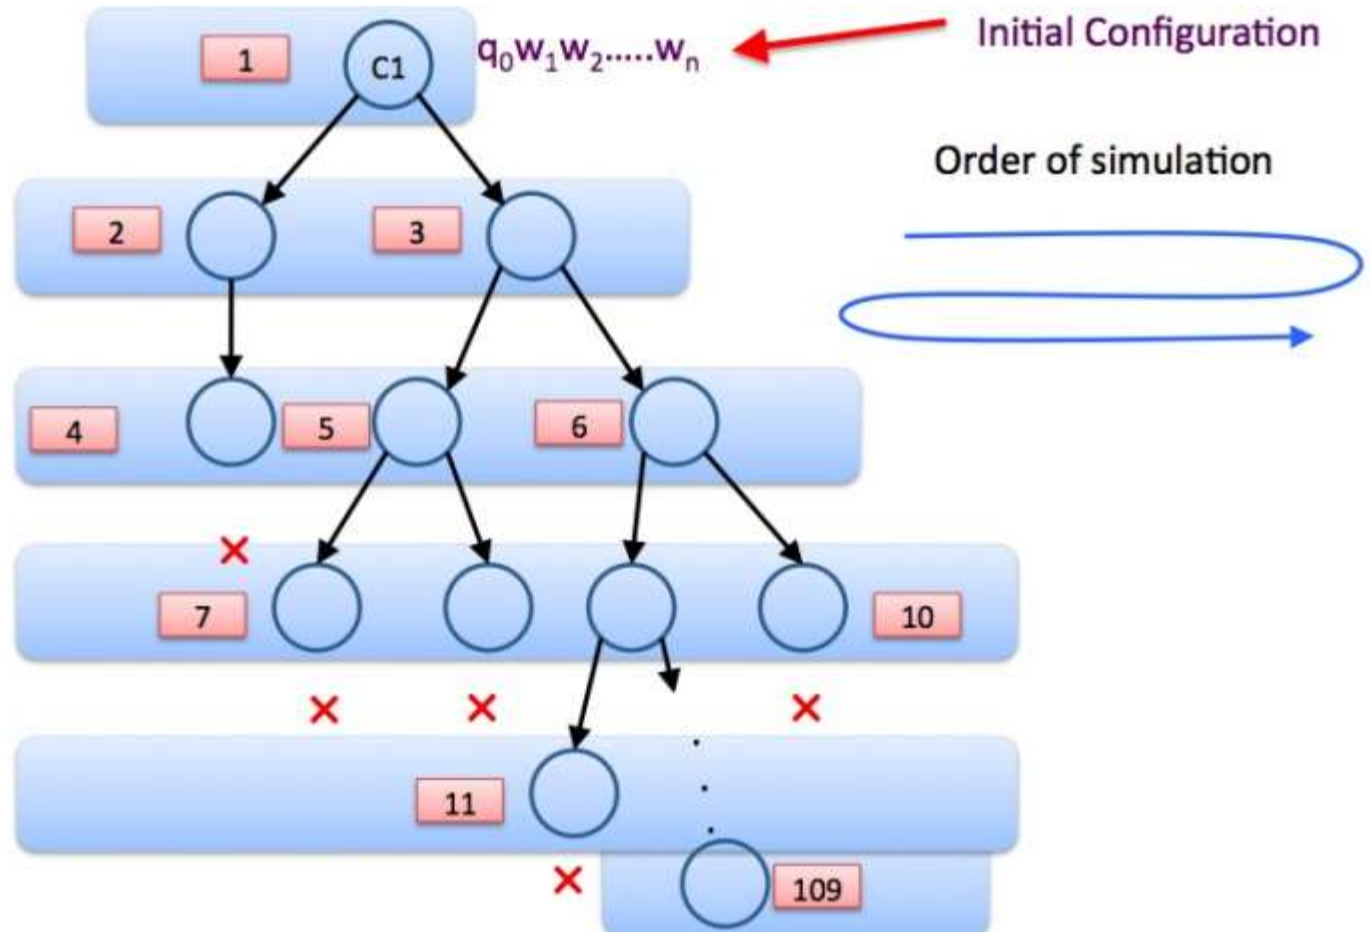 1
C1
q₀w₁w₂.....wₙ
Initial Configuration
Order of simulation
2
3
4
5
6
7
10
11
109